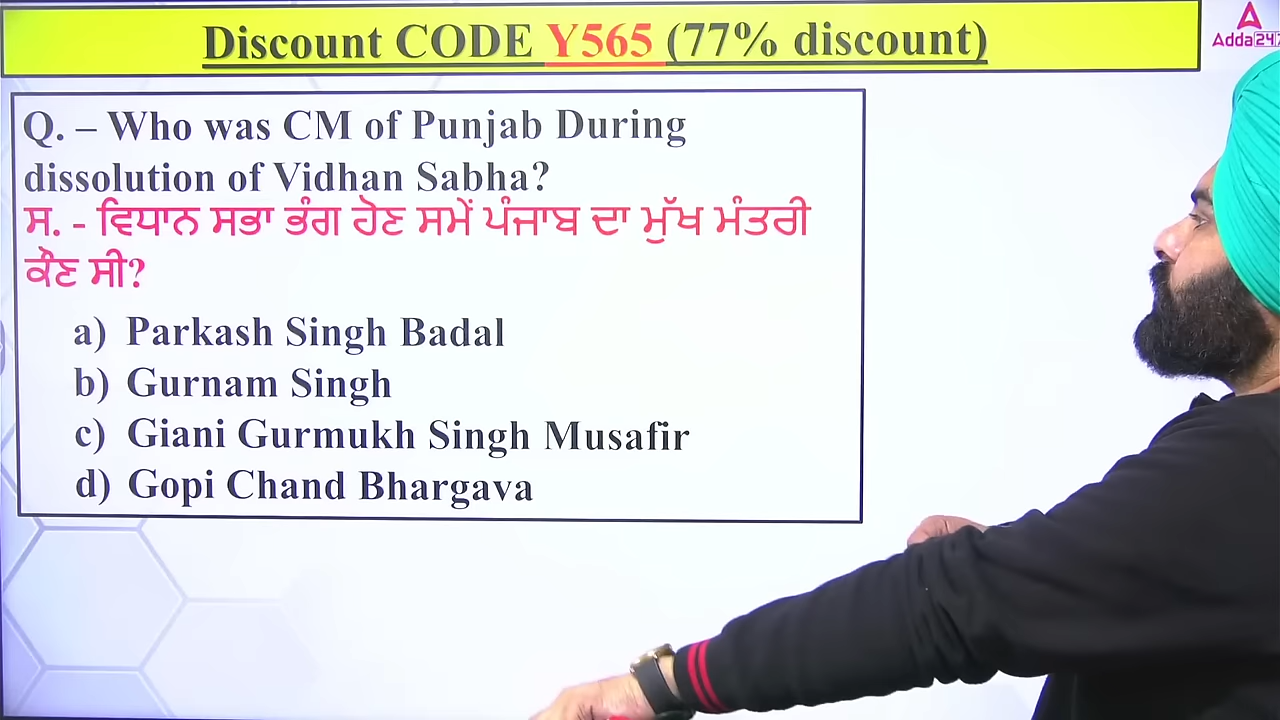 Discount CODE Y565 (77% discount)
Adda247
Q. – Who was CM of Punjab During
dissolution of Vidhan Sabha?
ਸ. - ਵਿਧਾਨ ਸਭਾ ਭੰਗ ਹੋਣ ਸਮੇਂ ਪੰਜਾਬ ਦਾ ਮੁੱਖ ਮੰਤਰੀ
ਕੌਣ ਸੀ?
a) Parkash Singh Badal
b) Gurnam Singh
c) Giani Gurmukh Singh Musafir
d) Gopi Chand Bhargava